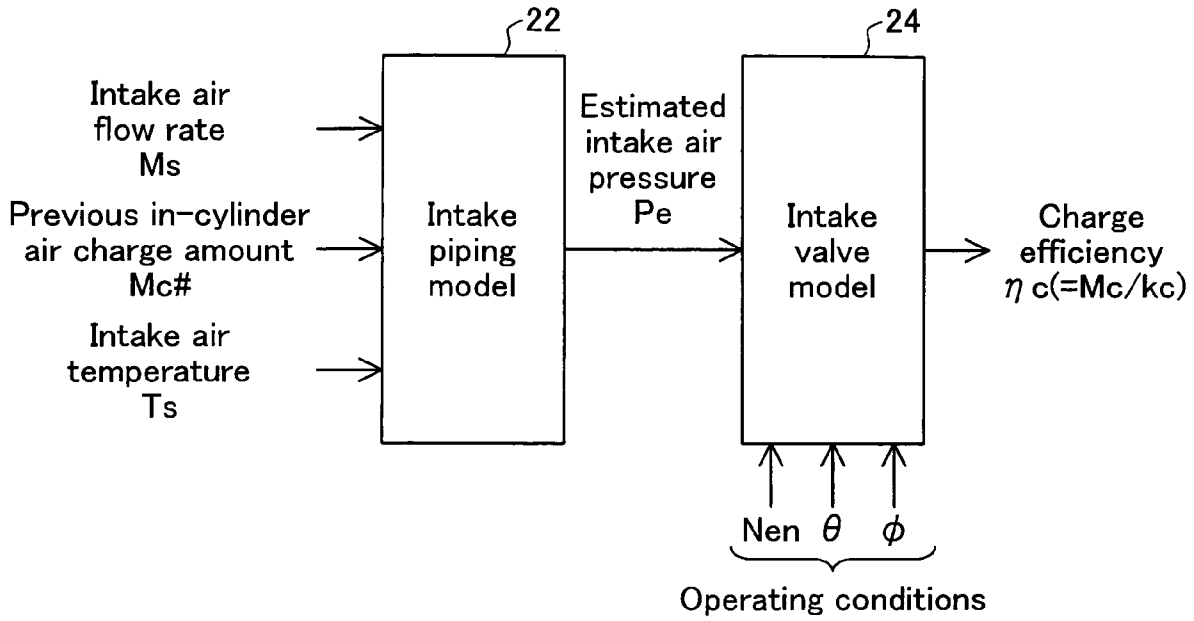 22
24
Intake air
flow rate
Ms
Previous in-cylinder
air charge amount
Mc#
Intake air
temperature
Ts
Intake
piping
model
Estimated
intake air
pressure
Pe
Intake
valve
model
Charge
efficiency
η c(=Mc/kc)
Nen θ ϕ
Operating conditions